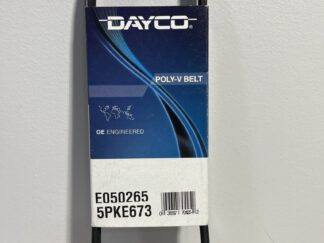 DAYCO®
POLY-V BELT
OE ENGINEERED
E050265
5PKE673